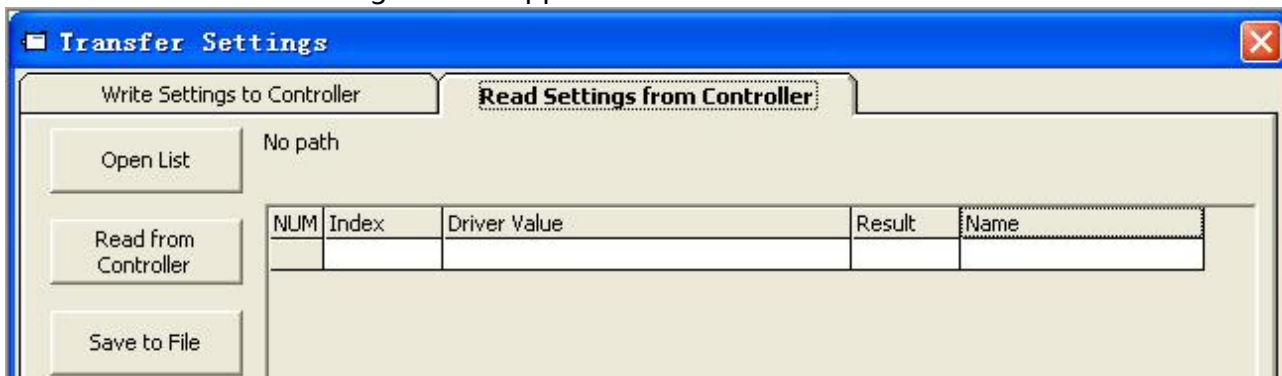 Transfer Settings
Write Settings to Controller
Read Settings from Controller
Open List
No path
Read from
Controller
NUM Index Driver Value Result Name
Save to File